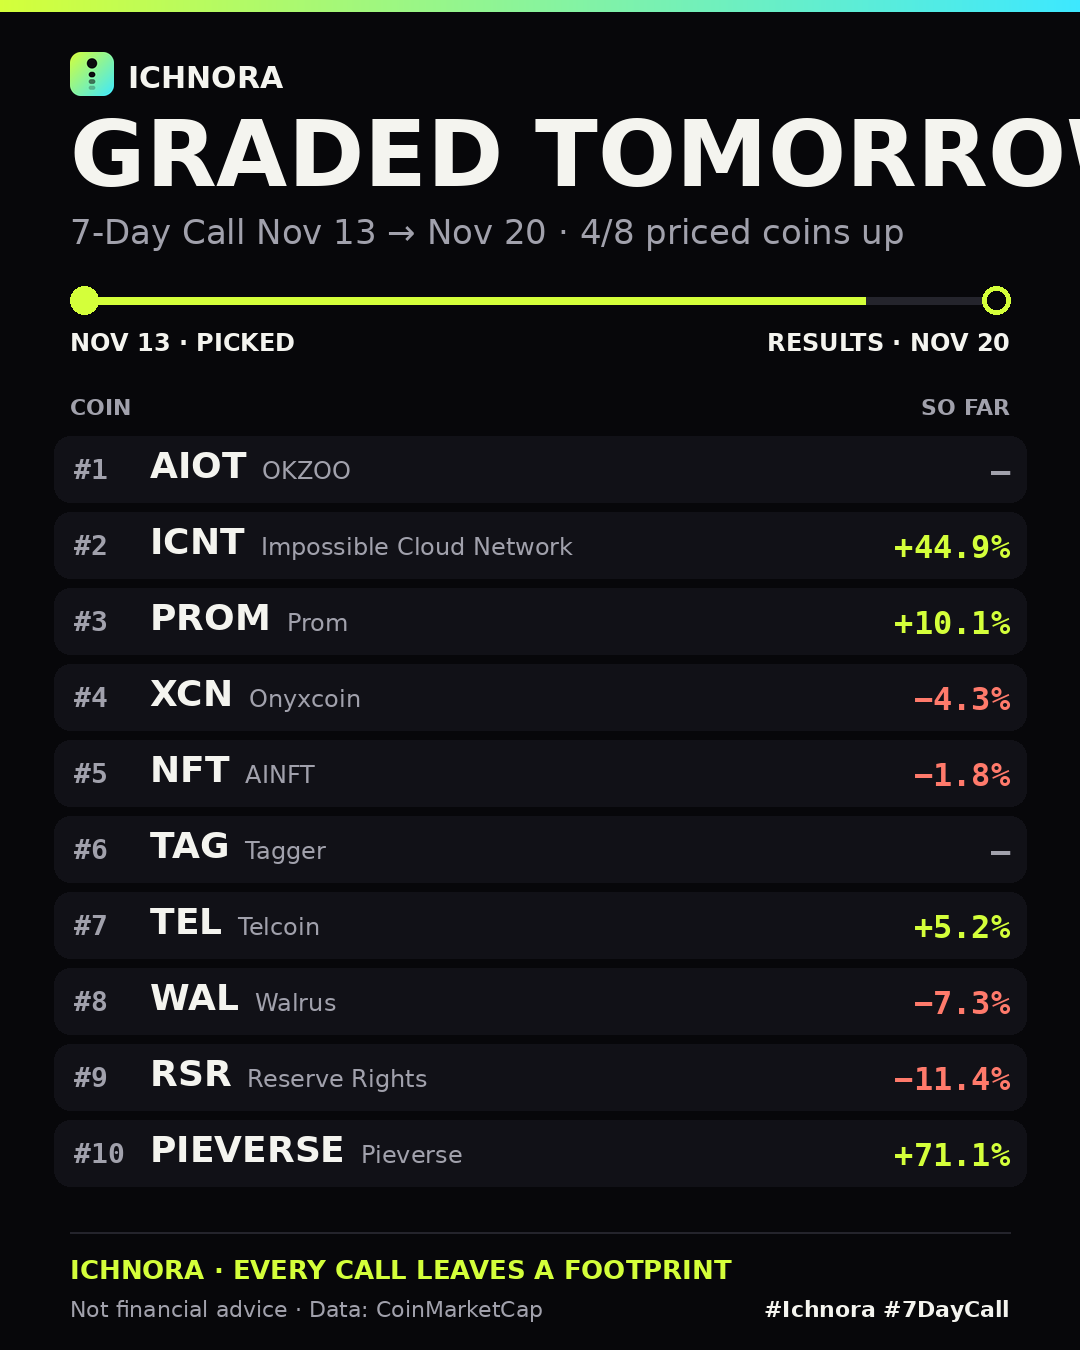 ICHNORA
GRADED TOMORROW
7-Day Call Nov 13 → Nov 20 · 4/8 priced coins up
NOV 13 · PICKED RESULTS · NOV 20
COIN SO FAR
#1 AIOT OKZOO —
#2 ICNT Impossible Cloud Network +44.9%
#3 PROM Prom +10.1%
#4 XCN Onyxcoin −4.3%
#5 NFT AINFT −1.8%
#6 TAG Tagger —
#7 TEL Telcoin +5.2%
#8 WAL Walrus −7.3%
#9 RSR Reserve Rights −11.4%
#10 PIEVERSE Pieverse +71.1%
ICHNORA · EVERY CALL LEAVES A FOOTPRINT
Not financial advice · Data: CoinMarketCap #Ichnora #7DayCall